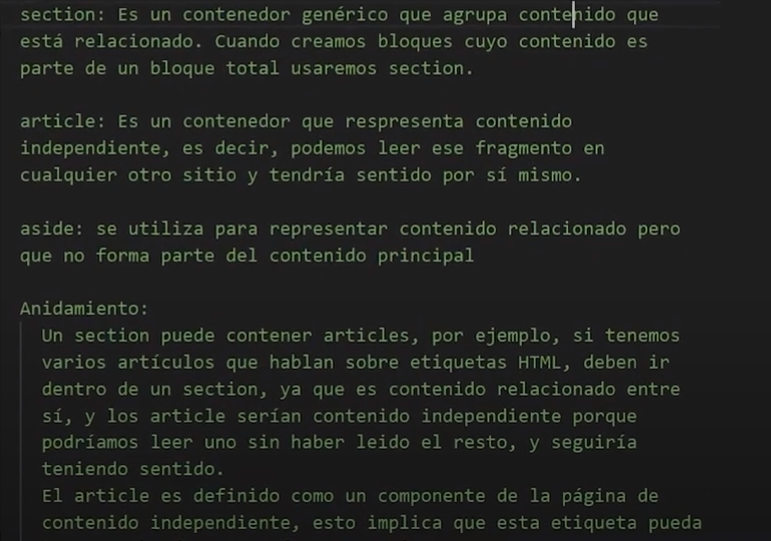 section: Es un contenedor genérico que agrupa contenido que
está relacionado. Cuando creamos bloques cuyo contenido es
parte de un bloque total usaremos section.
article: Es un contenedor que respresenta contenido
independiente, es decir, podemos leer ese fragmento en
cualquier otro sitio y tendría sentido por sí mismo.
aside: se utiliza para representar contenido relacionado pero
que no forma parte del contenido principal
Anidamiento:
Un section puede contener articles, por ejemplo, si tenemos
varios artículos que hablan sobre etiquetas HTML, deben ir
dentro de un section, ya que es contenido relacionado entre
sí, y los article serían contenido independiente porque
podríamos leer uno sin haber leido el resto, y seguiría
teniendo sentido.
El article es definido como un componente de la página de
contenido independiente, esto implica que esta etiqueta pueda